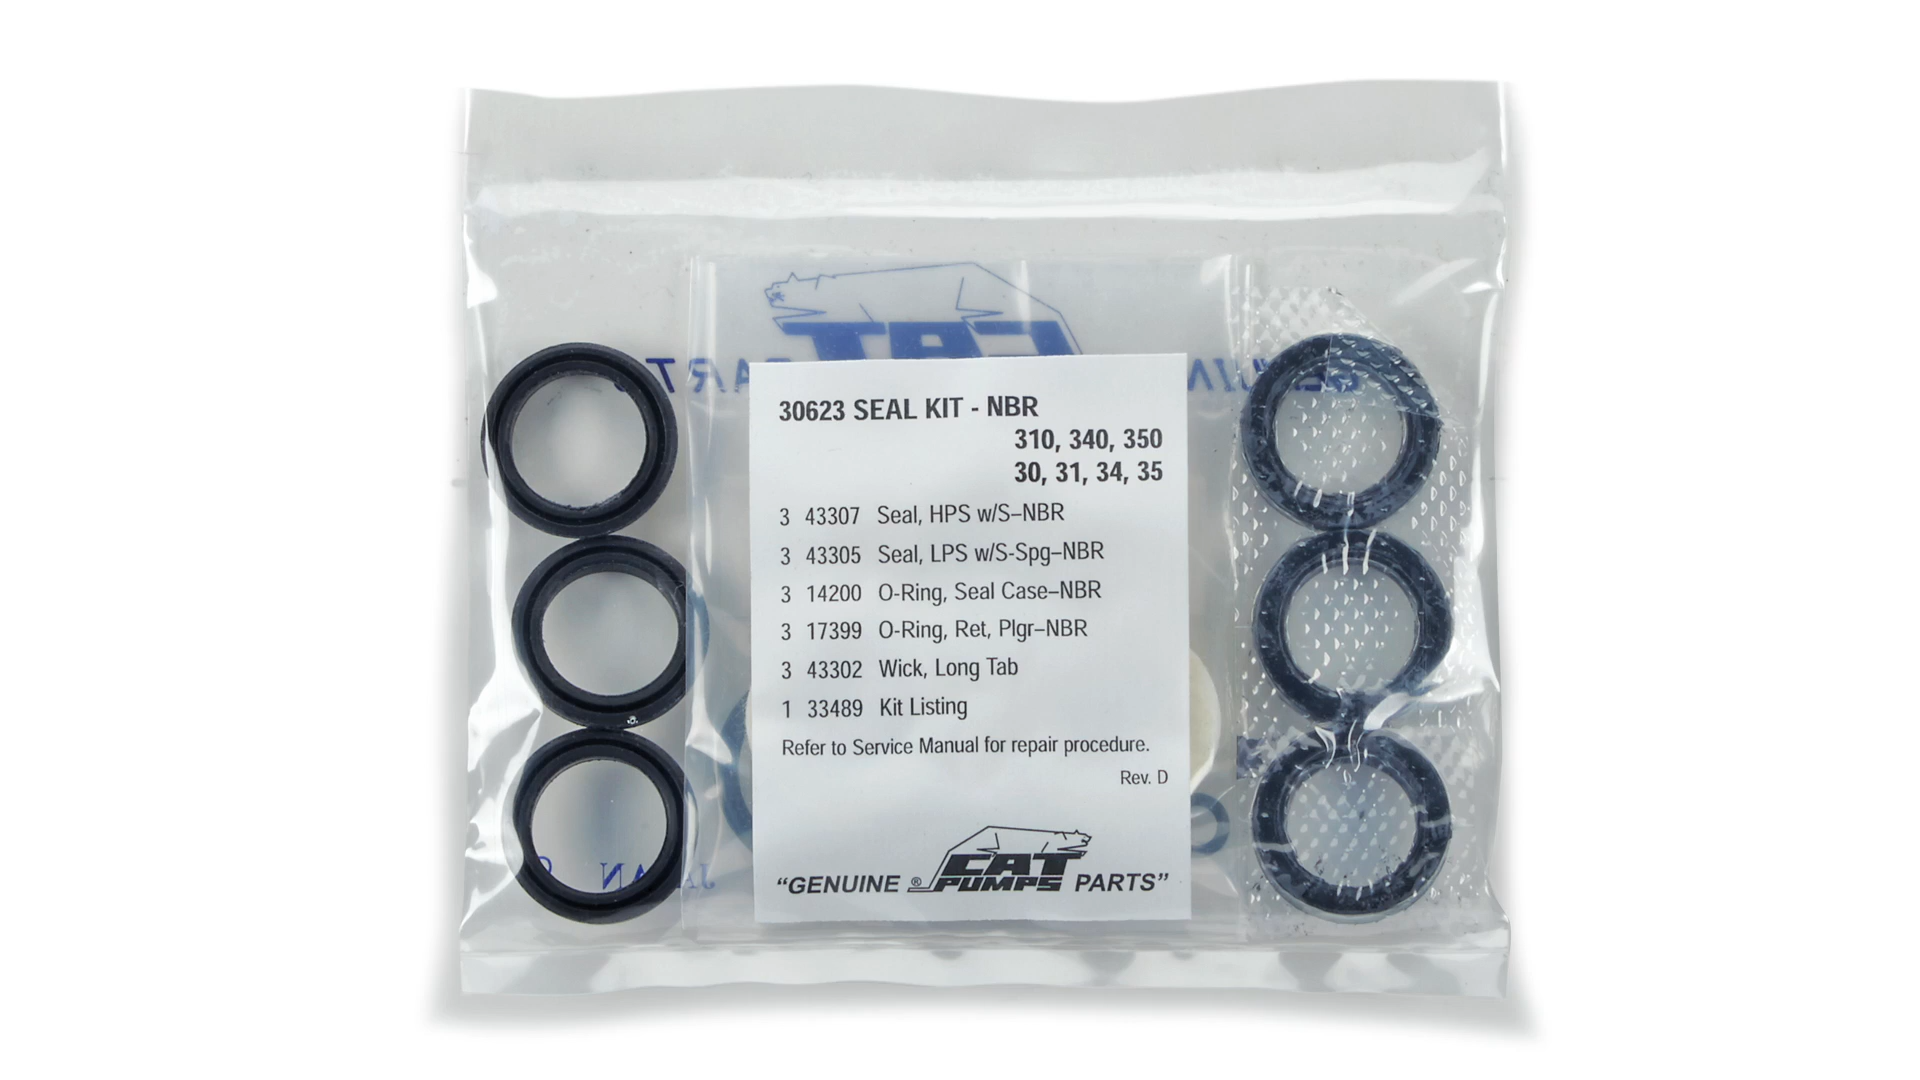 30623 SEAL KIT - NBR
310, 340, 350
30, 31, 34, 35
3 43307 Seal, HPS w/S–NBR
3 43305 Seal, LPS w/S-Spg–NBR
3 14200 O-Ring, Seal Case–NBR
3 17399 O-Ring, Ret, Plgr–NBR
3 43302 Wick, Long Tab
1 33489 Kit Listing
Refer to Service Manual for repair procedure.
Rev. D
“GENUINE ® CAT PUMPS PARTS”